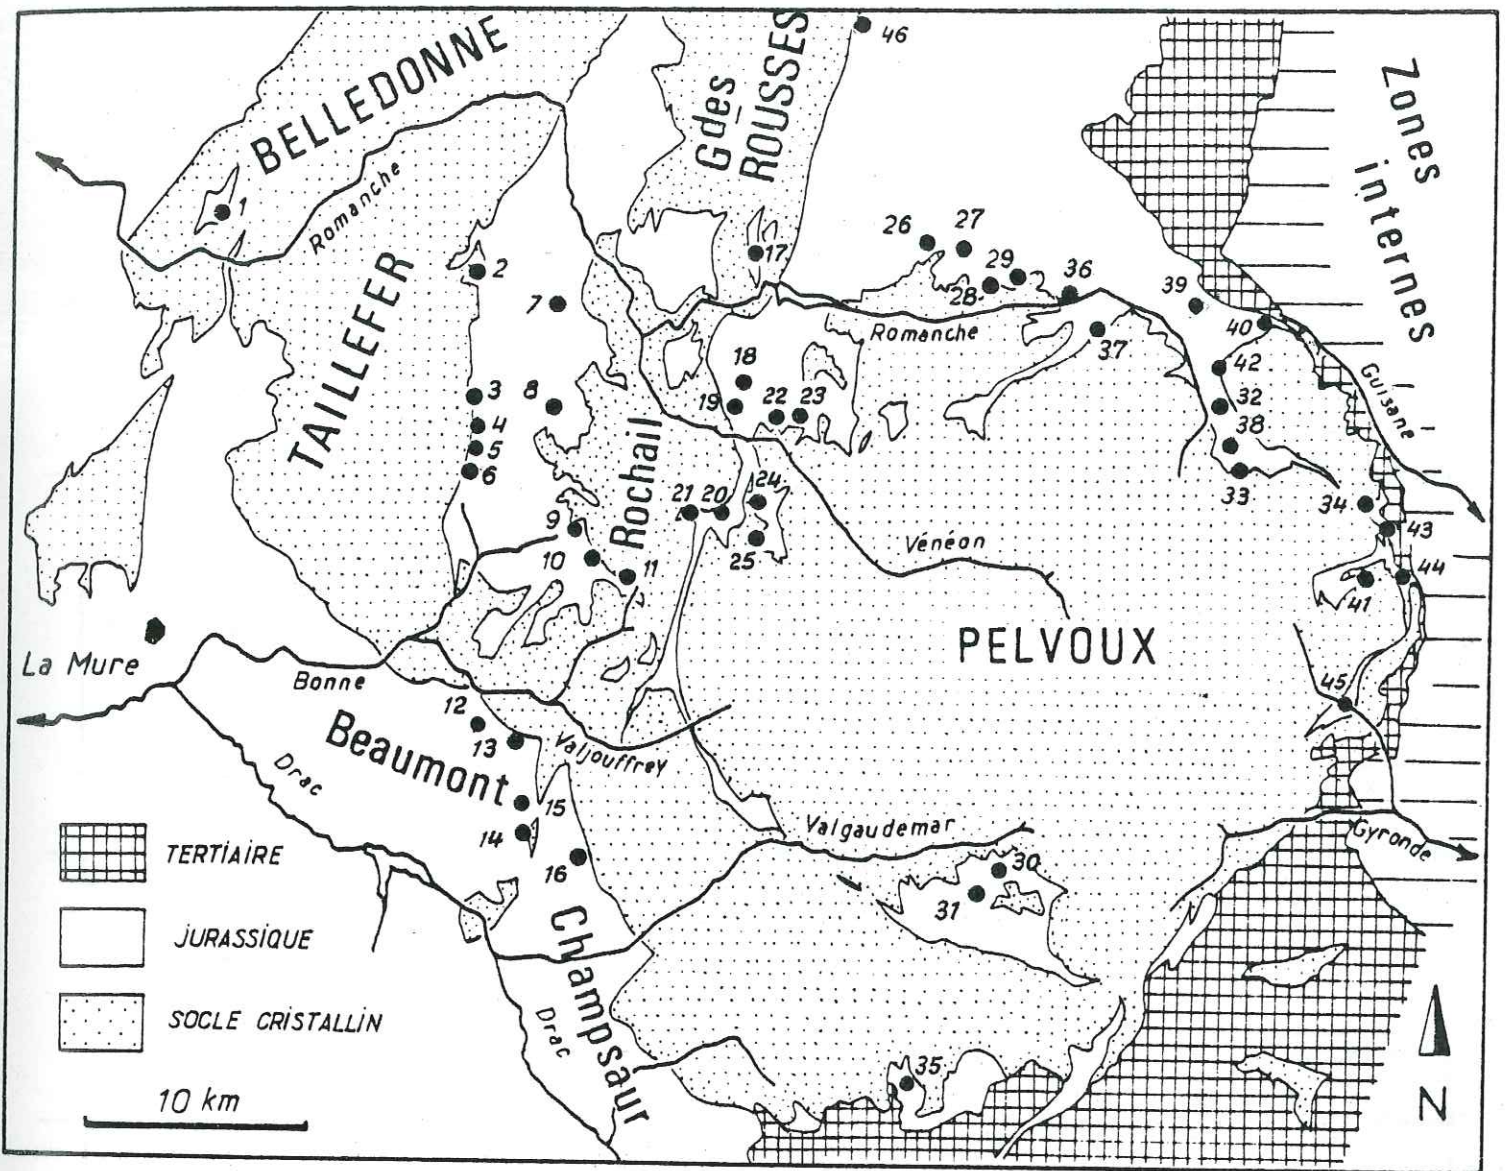 BELLEDONNE
Gdes
ROUSSES
46
Zones
internes
1
Romanche
TAILLEFER
2
7
17
26
27
28
29
36
39
40
Romanche
37
42
Guisane
3
8
18
19
22
23
32
4
5
6
38
33
Rochail
21
20
24
25
34
43
9
10
11
Vénéon
41
44
La Mure
PELVOUX
Bonne
45
12
13
Beaumont
Valjouffrey
Drac
15
14
16
Valgaudemar
Gyronde
30
31
TERTIAIRE
JURASSIQUE
SOCLE CRISTALLIN
Champsaur
Drac
35
10 km
N